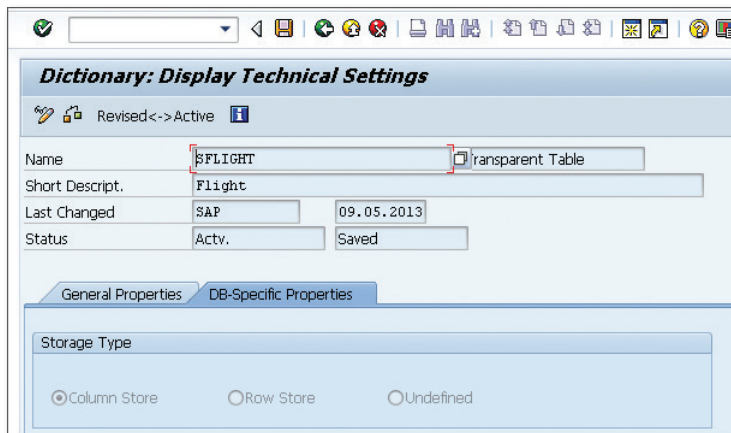 Dictionary: Display Technical Settings
Revised<->Active
Name SFLIGHT Transparent Table
Short Descript. Flight
Last Changed SAP 09.05.2013
Status Actv. Saved
General Properties DB-Specific Properties
Storage Type
Column Store Row Store Undefined